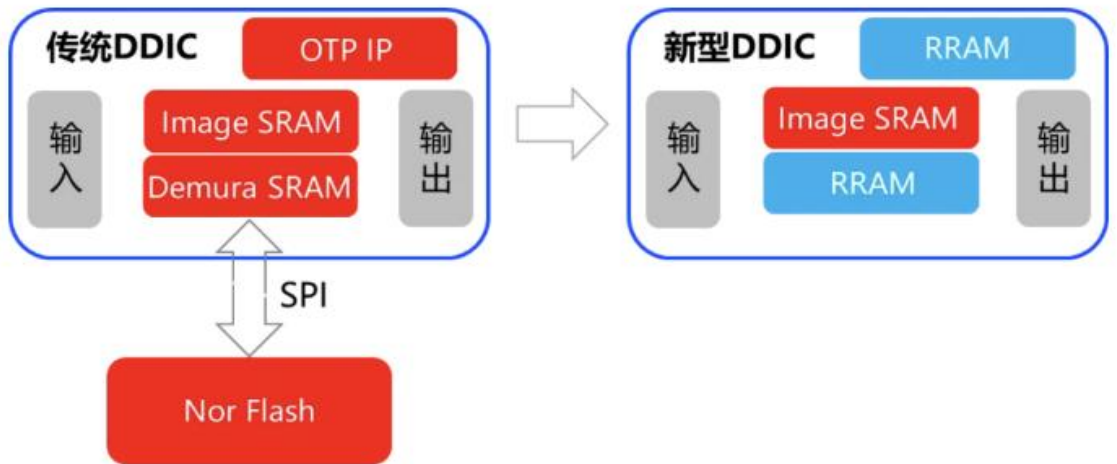 传统DDIC
OTP IP
输入
Image SRAM
Demura SRAM
输出
SPI
Nor Flash
新型DDIC
RRAM
输入
Image SRAM
RRAM
输出